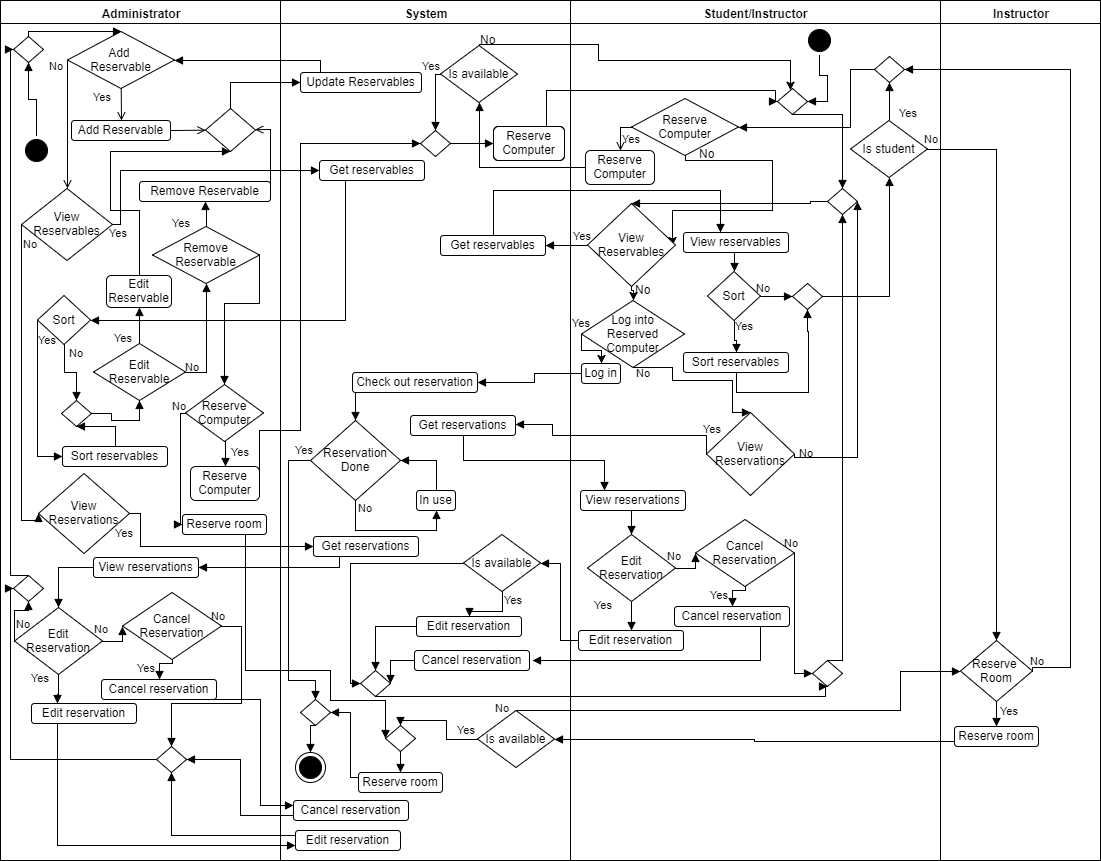 Administrator
System
Student/Instructor
Instructor
Add
Reservable
No
Yes
Add Reservable
Update Reservables
Is available
No
Yes
Reserve
Computer
Reserve
Computer
Yes
No
Reserve
Computer
Is student
Yes
No
Get reservables
Remove Reservable
View
Reservables
No
Yes
Yes
Remove
Reservable
Get reservables
Yes
View
Reservables
No
View reservables
Edit
Reservable
Sort
Yes
No
Yes
Edit
Reservable
No
Sort
No
Yes
Sort reservables
Log into
Reserved
Computer
Yes
No
Log in
Check out reservation
Reserve
Computer
No
Yes
Reserve
Computer
Sort reservables
Get reservations
Yes
View
Reservations
No
Reservation
Done
Yes
No
In use
View
Reservations
Yes
Reserve room
View reservations
Get reservations
View reservations
Is available
Yes
Edit
Reservation
No
Yes
Cancel
Reservation
No
Yes
Cancel reservation
Edit reservation
Edit reservation
Cancel reservation
No
Edit
Reservation
No
Yes
Cancel
Reservation
No
Yes
Cancel reservation
Edit reservation
Reserve
Room
No
Yes
Reserve room
No
Yes
Is available
Reserve room
Cancel reservation
Edit reservation